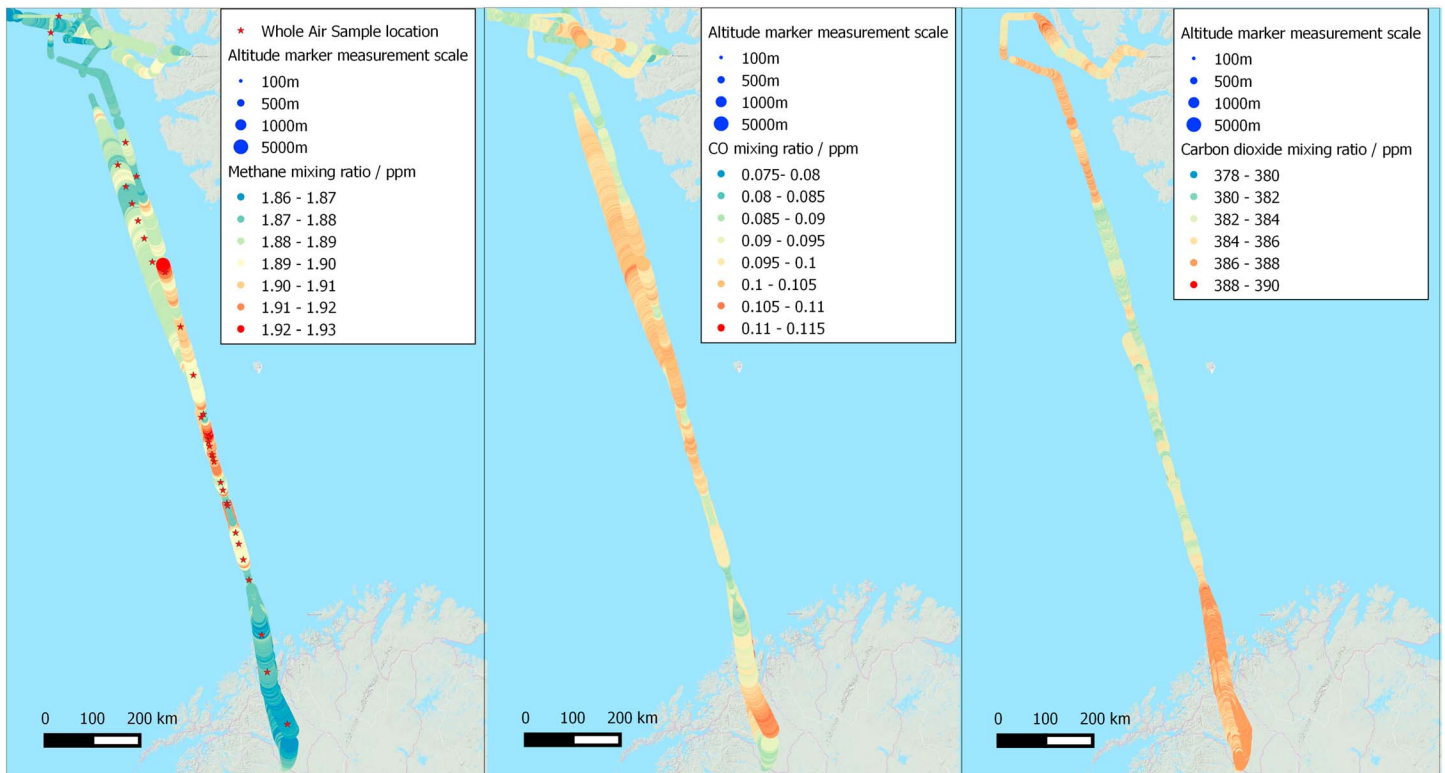 Whole Air Sample location
Altitude marker measurement scale
100m
500m
1000m
5000m
Methane mixing ratio / ppm
1.86 - 1.87
1.87 - 1.88
1.88 - 1.89
1.89 - 1.90
1.90 - 1.91
1.91 - 1.92
1.92 - 1.93
0 100 200 km
Altitude marker measurement scale
100m
500m
1000m
5000m
CO mixing ratio / ppm
0.075- 0.08
0.08 - 0.085
0.085 - 0.09
0.09 - 0.095
0.095 - 0.1
0.1 - 0.105
0.105 - 0.11
0.11 - 0.115
0 100 200 km
Altitude marker measurement scale
100m
500m
1000m
5000m
Carbon dioxide mixing ratio / ppm
378 - 380
380 - 382
382 - 384
384 - 386
386 - 388
388 - 390
0 100 200 km